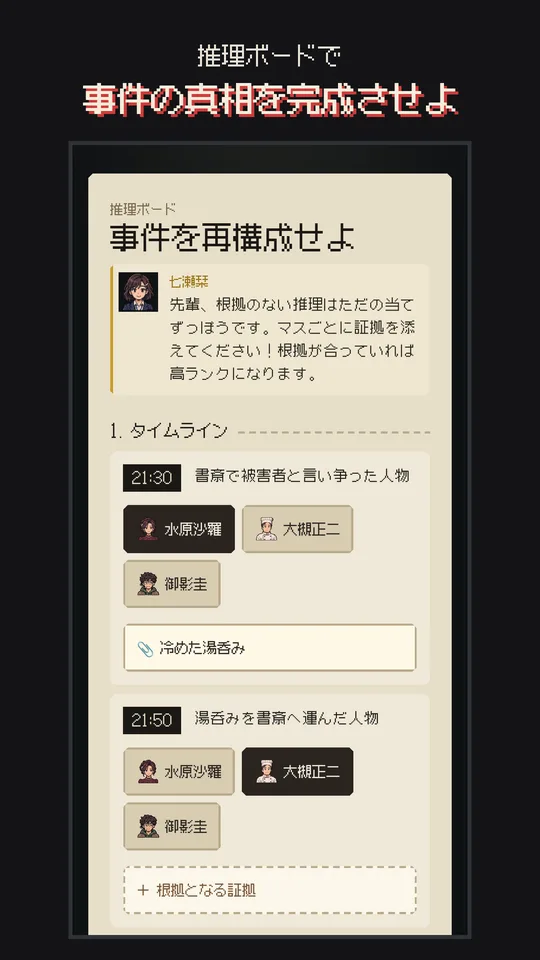 推理ボードで
事件の真相を完成させよ
推理ボード
事件を再構成せよ
七瀬栞
先輩、根拠のない推理はただの当て
ずっぽうです。マスごとに証拠を添
えてください！根拠が合っていれば
高ランクになります。
1. タイムライン
21:30 書斎で被害者と言い争った人物
水原沙羅 大槻正二
御影圭
冷めた湯呑み
21:50 湯呑みを書斎へ運んだ人物
水原沙羅 大槻正二
御影圭
＋ 根拠となる証拠